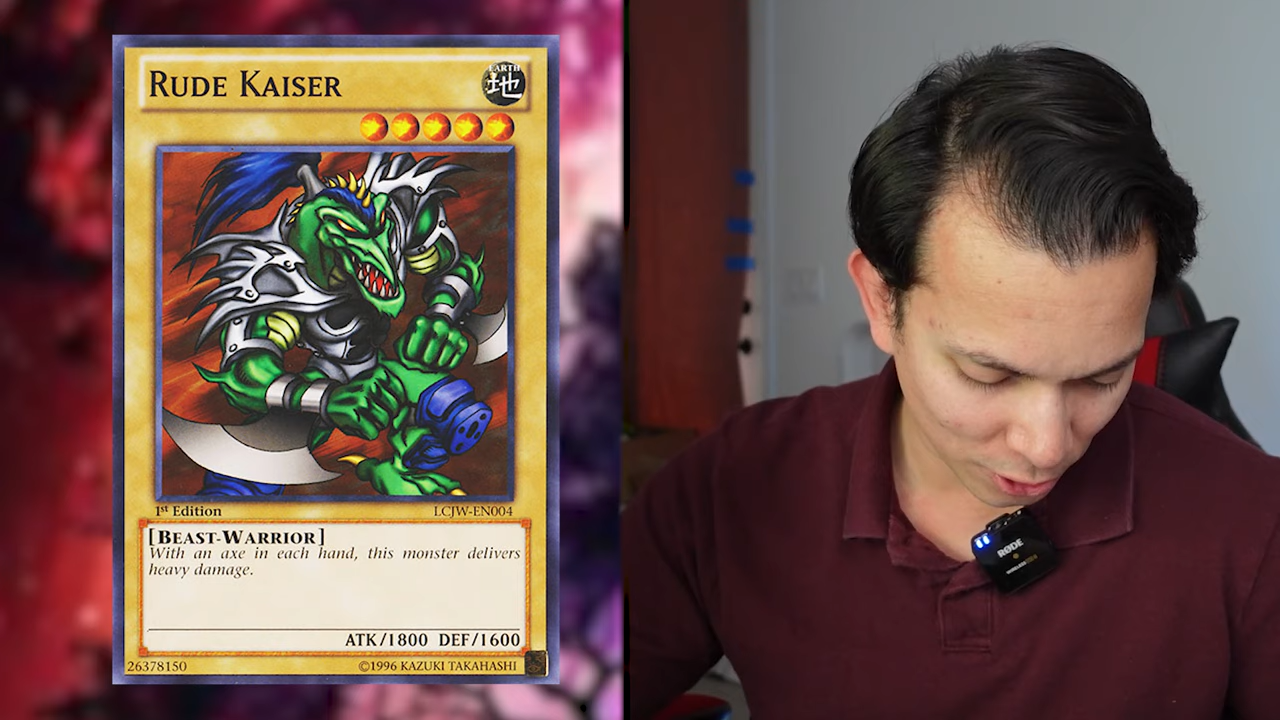 RUDE KAISER
EARTH
地
1st Edition
LCJW-EN004
[BEAST-WARRIOR]
With an axe in each hand, this monster delivers
heavy damage.
ATK/1800 DEF/1600
26378150
©1996 KAZUKI TAKAHASHI
RØDE